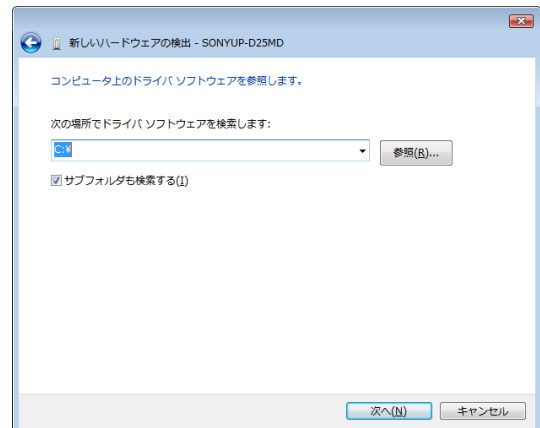 新しいハードウェアの検出 - SONYUP-D25MD
コンピュータ上のドライバ ソフトウェアを参照します。
次の場所でドライバ ソフトウェアを検索します:
C:¥
参照(R)...
サブフォルダも検索する(I)
次へ(N)
キャンセル